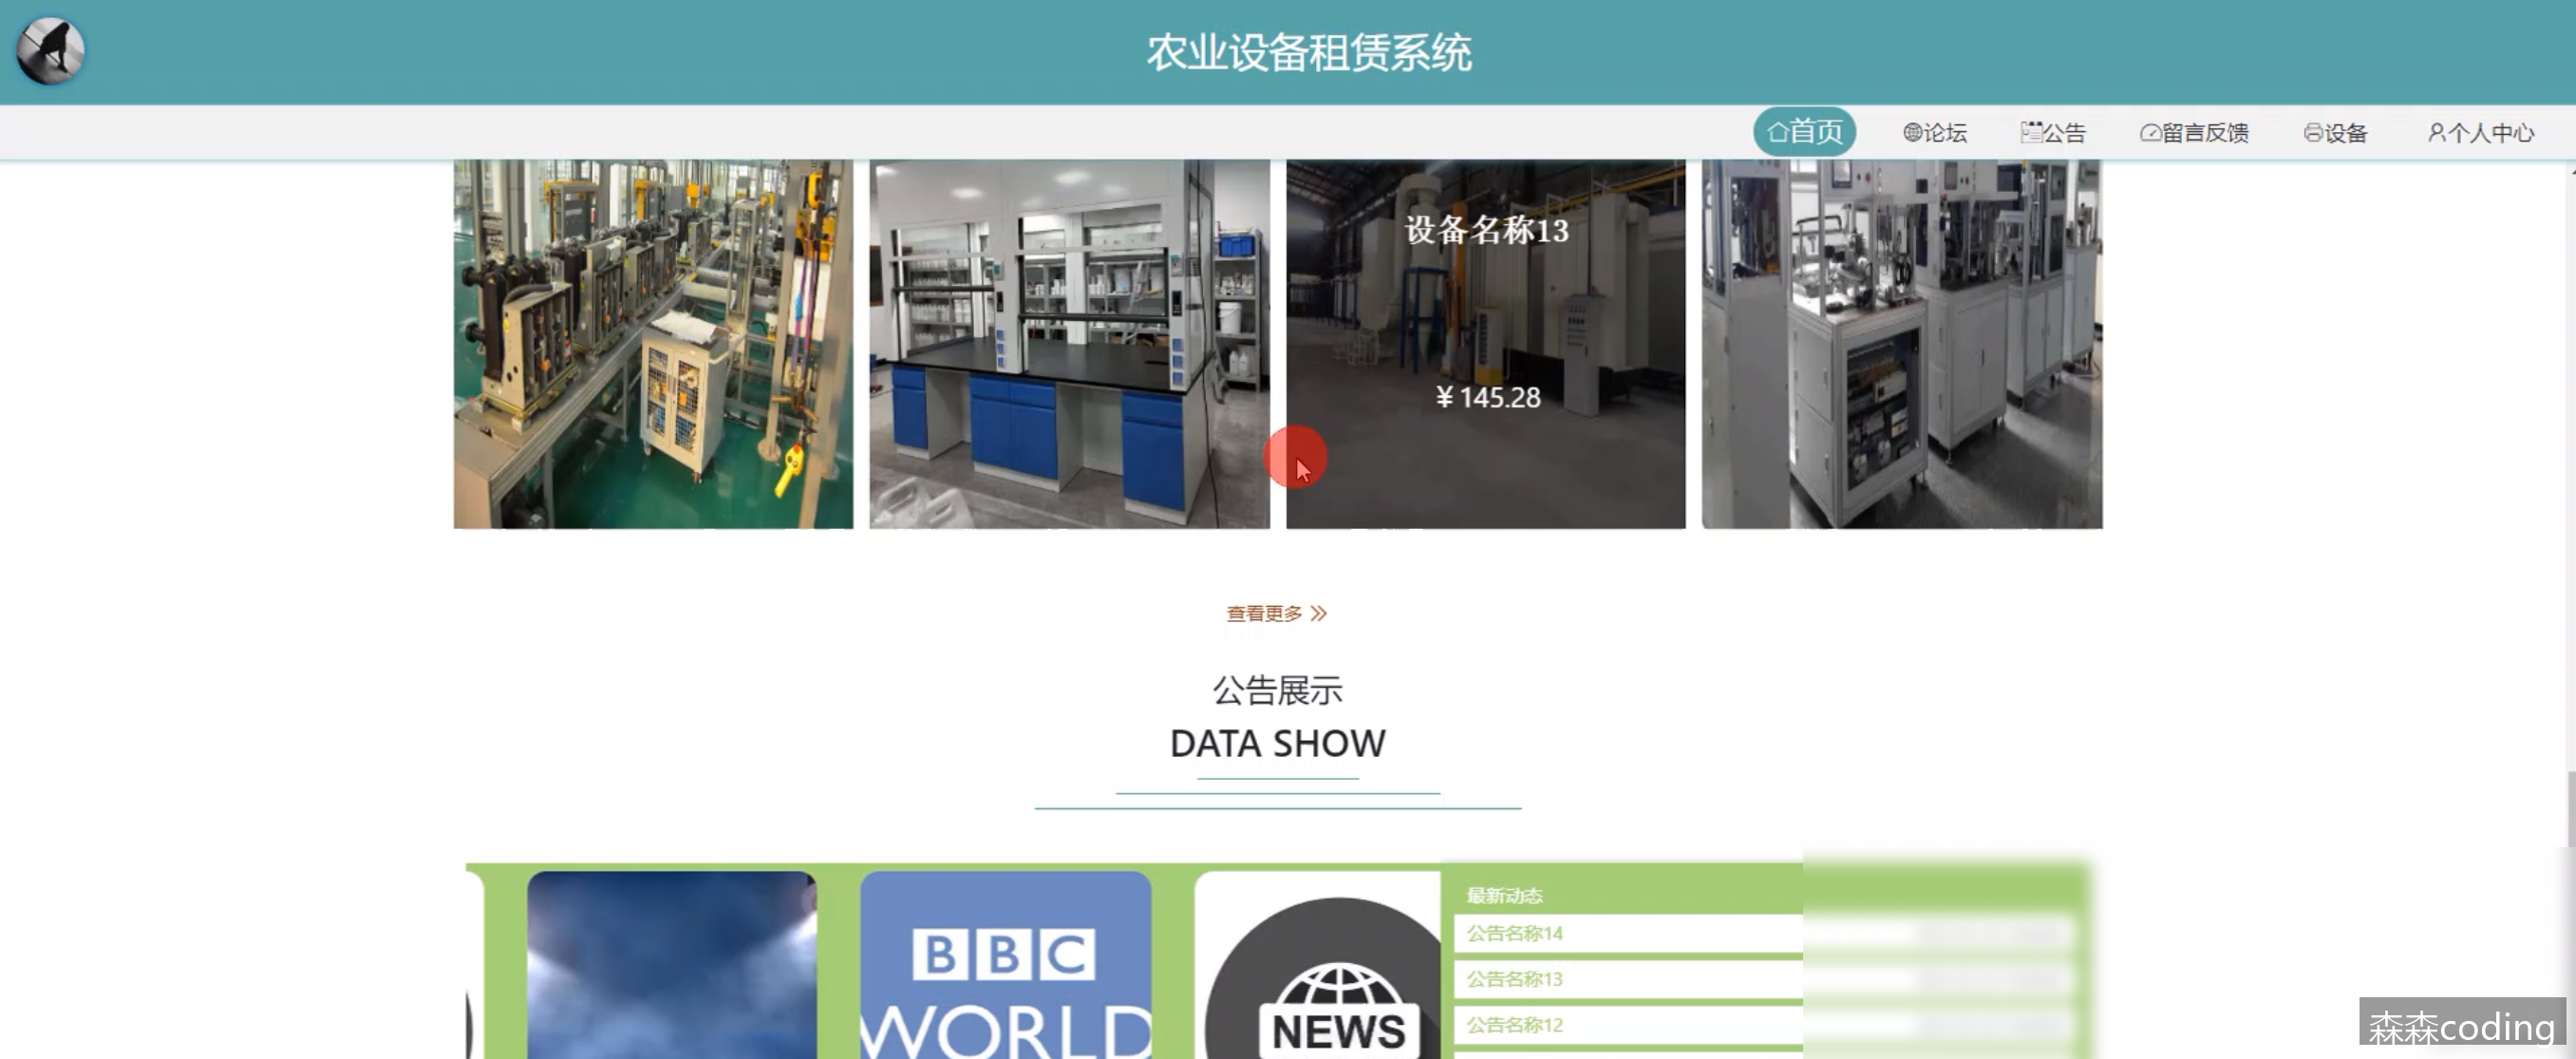 农业设备租赁系统
首页
论坛
公告
留言反馈
设备
个人中心
设备名称13
¥ 145.28
查看更多
公告展示
DATA SHOW
最新动态
公告名称14
公告名称13
公告名称12
BBC
WORLD
NEWS
森森coding